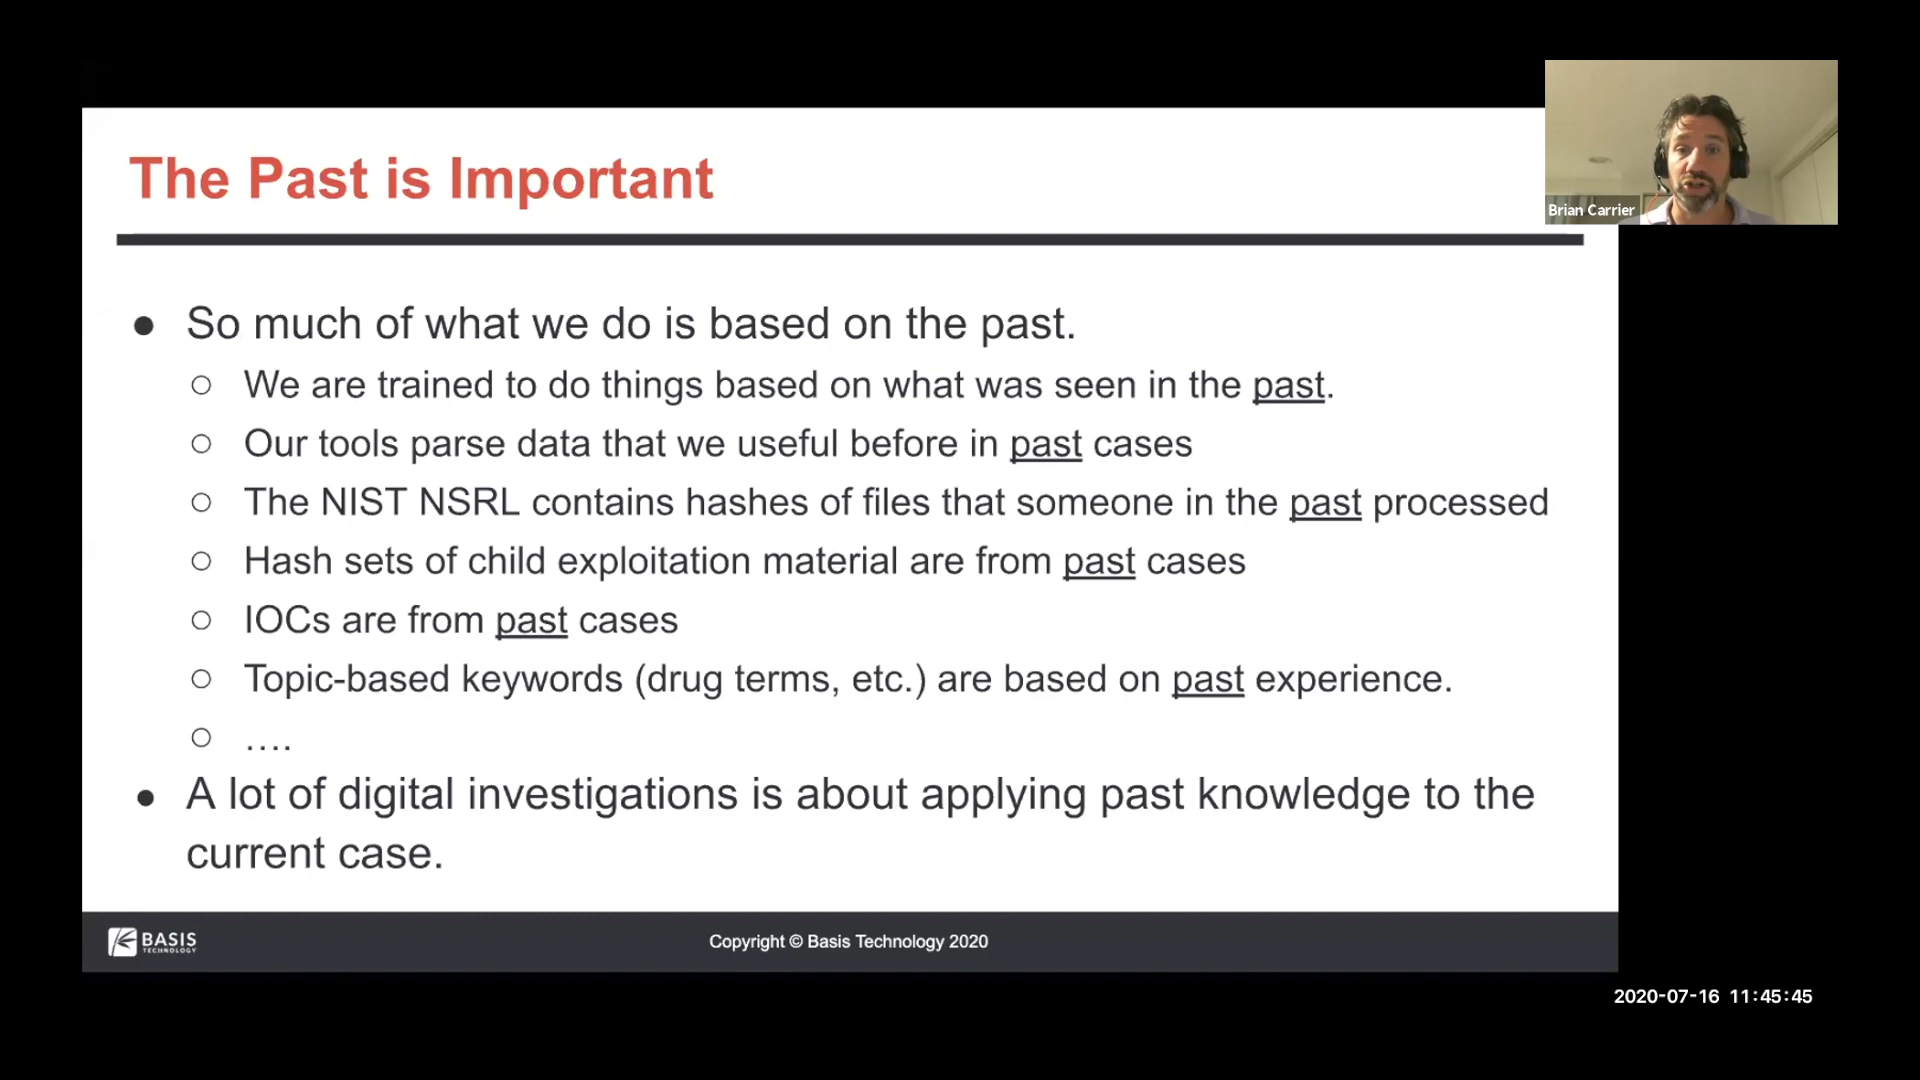 The Past is Important
Brian Carrier
● So much of what we do is based on the past.
○ We are trained to do things based on what was seen in the past.
○ Our tools parse data that we useful before in past cases
○ The NIST NSRL contains hashes of files that someone in the past processed
○ Hash sets of child exploitation material are from past cases
○ IOCs are from past cases
○ Topic-based keywords (drug terms, etc.) are based on past experience.
○ ....
● A lot of digital investigations is about applying past knowledge to the
current case.
BASIS
TECHNOLOGY
Copyright © Basis Technology 2020
2020-07-16 11:45:45